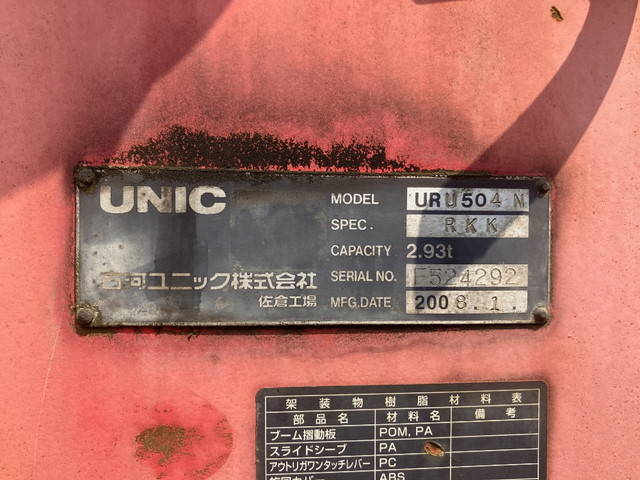 UNIC
MODEL URU504N
SPEC. RKK
CAPACITY 2.93t
古河ユニック株式会社
SERIAL NO. F524292
佐倉工場
MFG.DATE 2008.1.
架装物樹脂材料表
部品名 材料名 備考
ブーム摺動板 POM, PA
スライドシーブ PA
アウトリガワンタッチレバー PC
ABS